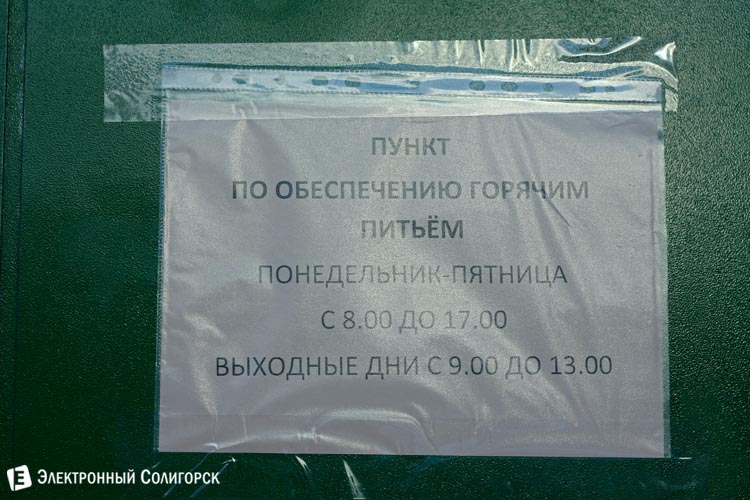 ПУНКТ
ПО ОБЕСПЕЧЕНИЮ ГОРЯЧИМ
ПИТЬЁМ
ПОНЕДЕЛЬНИК-ПЯТНИЦА
С 8.00 ДО 17.00
ВЫХОДНЫЕ ДНИ С 9.00 ДО 13.00
E ЭЛЕКТРОННЫЙ СОЛИГОРСК